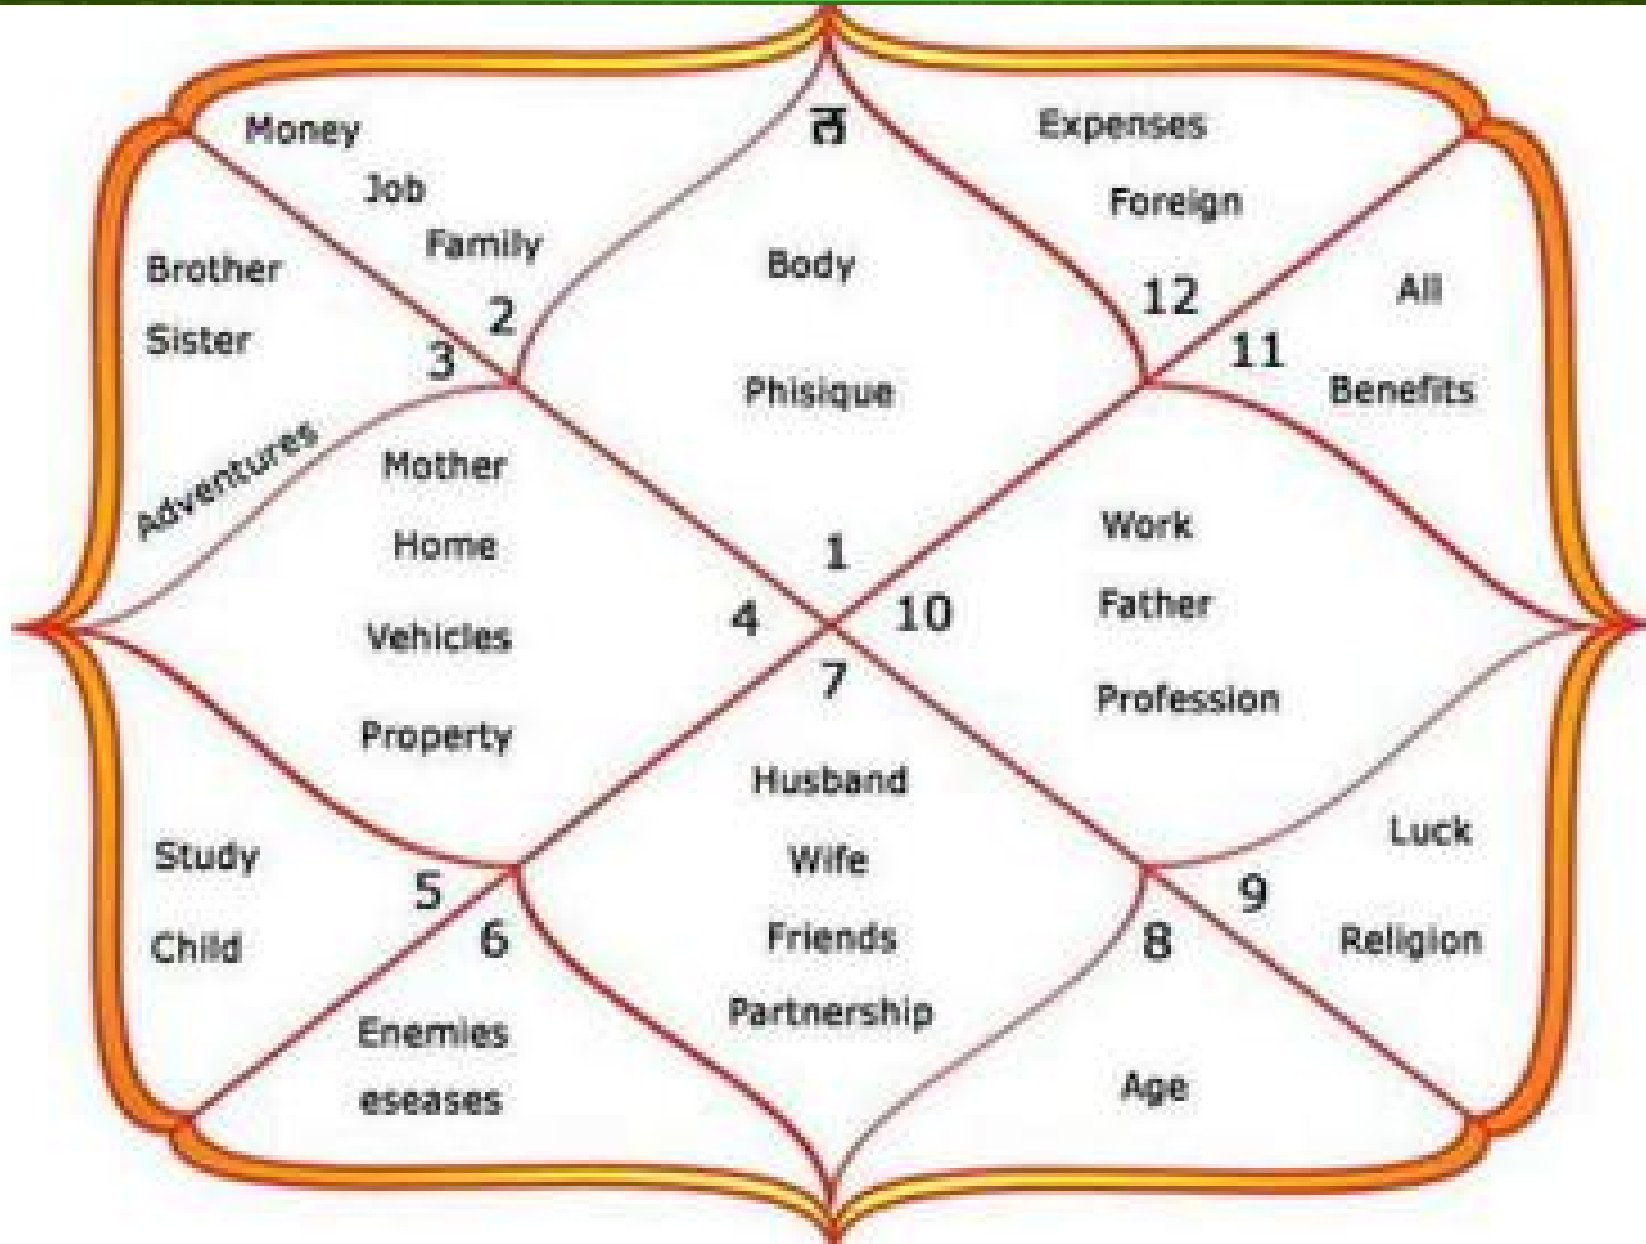 Money
Job
Family
2
ल
Body
Phisique
1
Expenses
Foreign
12
Brother
Sister
Adventures
3
All
Benefits
11
Mother
Home
Vehicles
Property
4
Work
Father
Profession
10
Study
Child
5
7
Husband
Wife
Friends
Partnership
Luck
Religion
9
6
Enemies
eseases
8
Age